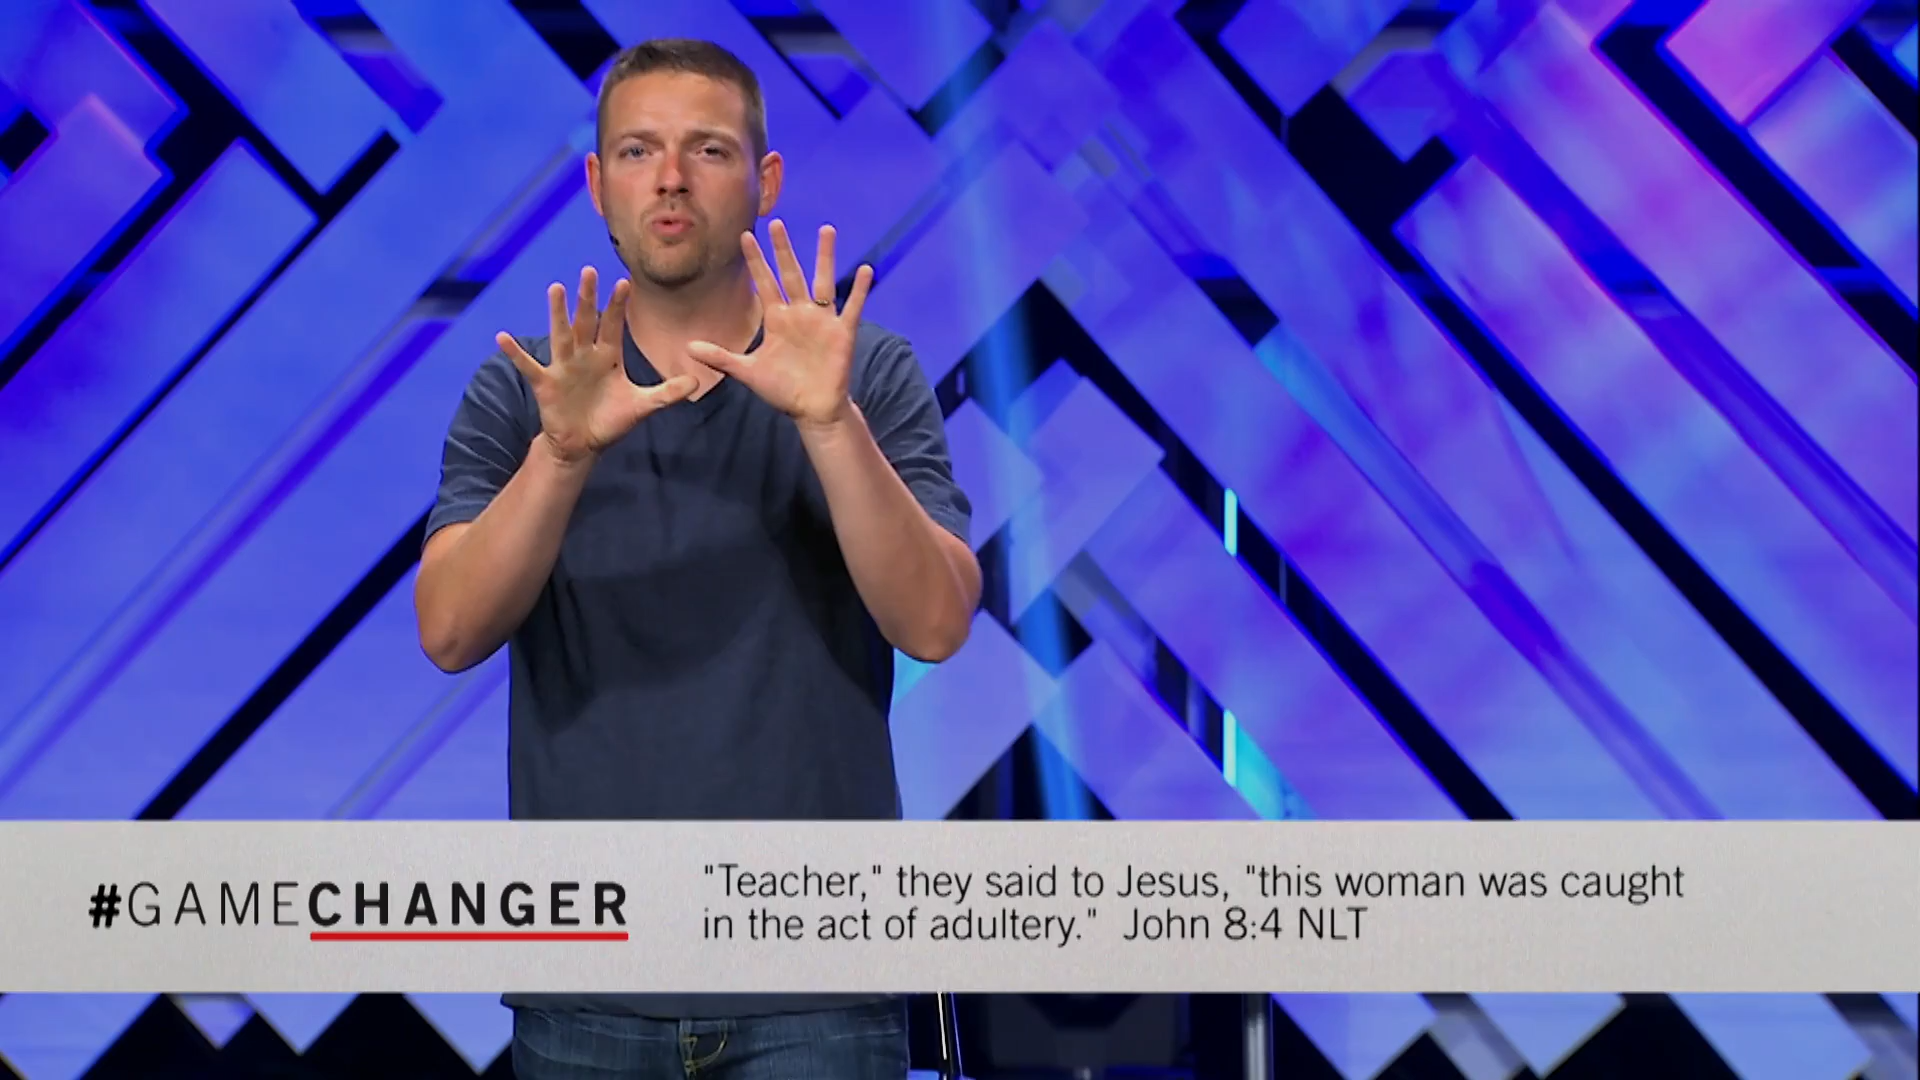 #GAMECHANGER
"Teacher," they said to Jesus, "this woman was caught
in the act of adultery."  John 8:4 NLT